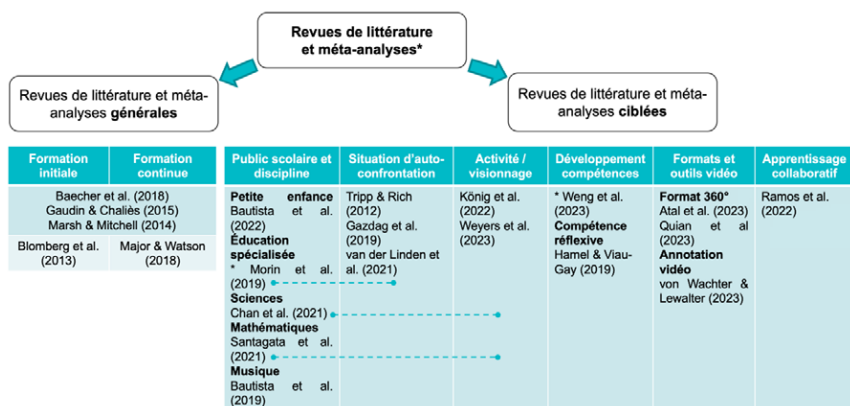 Revues de littérature
et méta-analyses*
Revues de littérature et méta-
analyses générales
Revues de littérature et méta-
analyses ciblées
Formation
initiale
Formation
continue
Baecher et al. (2018)
Gaudin & Chaliès (2015)
Marsh & Mitchell (2014)
Blomberg et al.
(2013)
Major & Watson
(2018)
Public scolaire et
discipline
Situation d'auto-
confrontation
Activité /
visionnage
Développement
compétences
Formats et
outils vidéo
Apprentissage
collaboratif
Petite enfance
Bautista et al.
(2022)
Éducation
spécialisée
* Morin et al.
(2019)
Sciences
Chan et al. (2021)
Mathématiques
Santagata et al.
(2021)
Musique
Bautista et al.
(2019)
Tripp & Rich
(2012)
Gazdag et al.
(2019)
van der Linden et
al. (2021)
König et al.
(2022)
Weyers et al.
(2023)
* Weng et al.
(2023)
Compétence
réflexive
Hamel & Viau-
Gay (2019)
Format 360°
Atal et al. (2023)
Quian et al
(2023)
Annotation
vidéo
von Wachter &
Lewalter (2023)
Ramos et al.
(2022)